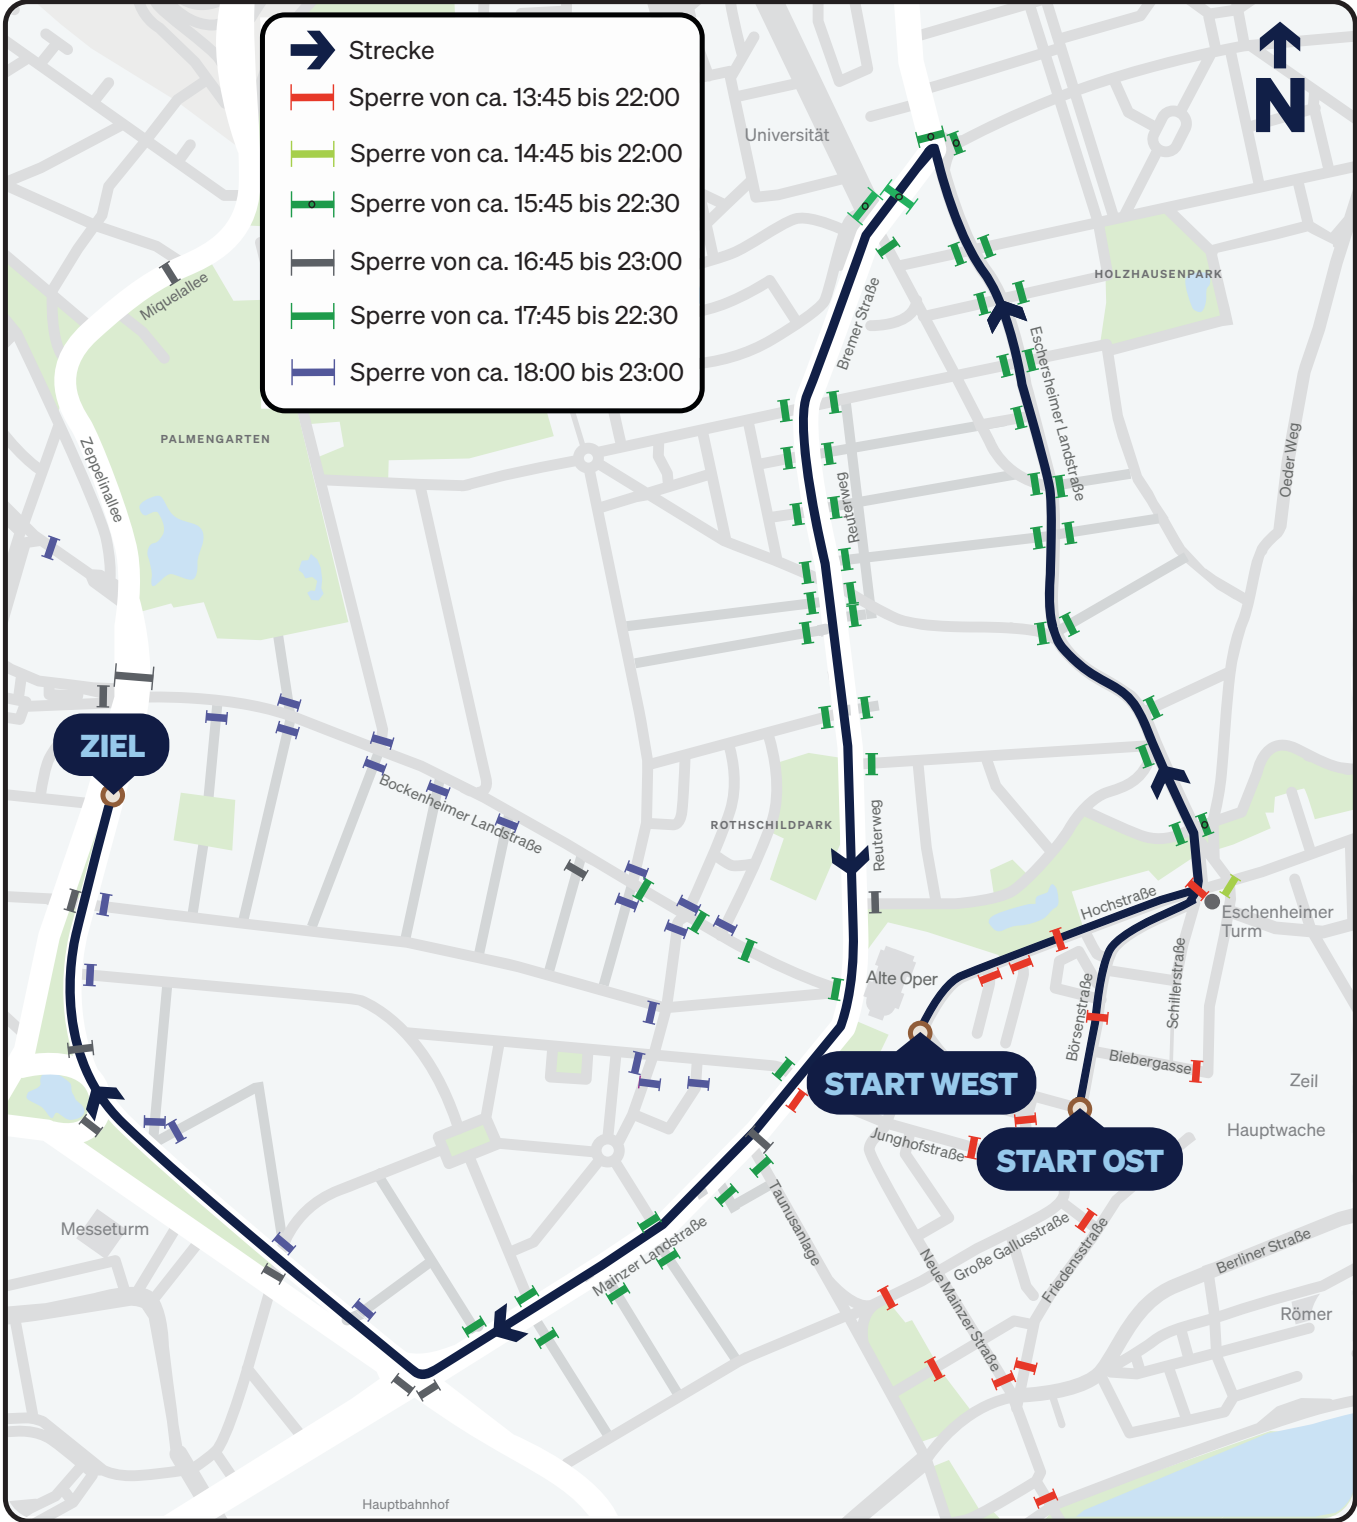 Strecke
Sperre von ca. 13:45 bis 22:00
Sperre von ca. 14:45 bis 22:00
Sperre von ca. 15:45 bis 22:30
Sperre von ca. 16:45 bis 23:00
Sperre von ca. 17:45 bis 22:30
Sperre von ca. 18:00 bis 23:00
N
Universität
Miquelallee
HOLZHAUSENPARK
Bremer Straße
Eschersheimer Landstraße
PALMENGARTEN
Zeppelinallee
Oeder Weg
Reuterweg
ZIEL
Bockenheimer Landstraße
ROTHSCHILDPARK
Reuterweg
Hochstraße
Eschenheimer
Turm
Alte Oper
Schillerstraße
Börsenstraße
Biebergasse
START WEST
Zeil
Hauptwache
Junghofstraße
START OST
Messeturm
Taunusanlage
Mainzer Landstraße
Große Gallusstraße
Friedensstraße
Neue Mainzer Straße
Berliner Straße
Römer
Hauptbahnhof